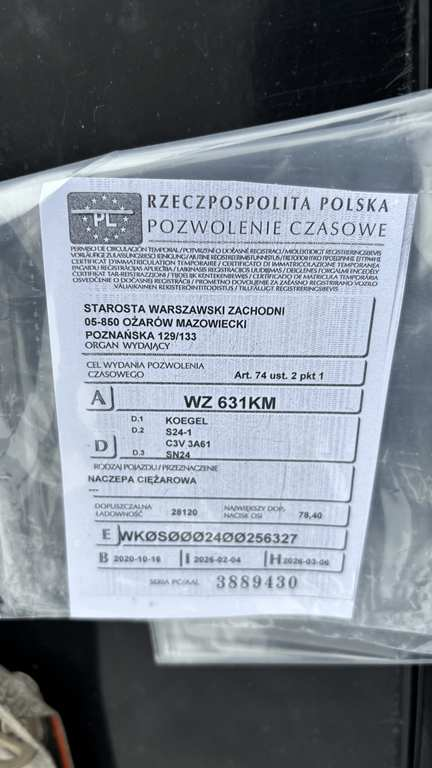 PL
RZECZPOSPOLITA POLSKA
POZWOLENIE CZASOWE
STAROSTA WARSZAWSKI ZACHODNI
05-850 OŻARÓW MAZOWIECKI
POZNAŃSKA 129/133
ORGAN WYDAJĄCY
CEL WYDANIA POZWOLENIA
CZASOWEGO Art. 74 ust. 2 pkt 1
A WZ 631KM
D.1 KOEGEL
D.2 S24-1
D C3V 3A61
D.3 SN24
RODZAJ POJAZDU / PRZEZNACZENIE
NACZEPA CIĘŻAROWA
---
DOPUSZCZALNA ŁADOWNOŚĆ 28120 NAJWIĘKSZY DOP. NACISK OSI 78,40
E WKØSØØØ24ØØ256327
B 2020-10-16 I 2026-02-04 H 2026-03-06
SERIA PC/AAL 3889430